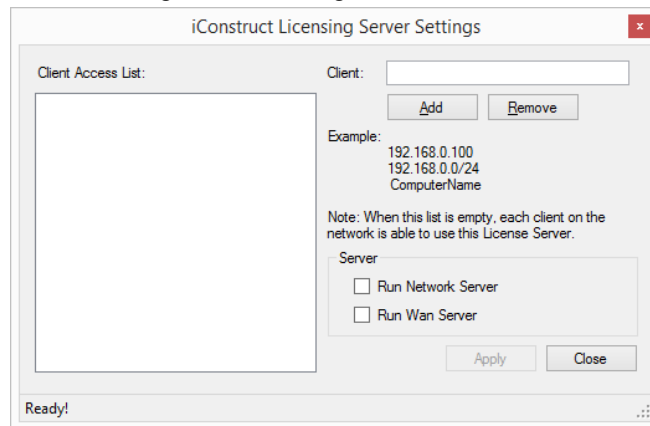 iConstruct Licensing Server Settings
x
Client Access List:
Client:
Add
Remove
Example:
192.168.0.100
192.168.0.0/24
ComputerName
Note: When this list is empty, each client on the
network is able to use this License Server.
Server
Run Network Server
Run Wan Server
Apply
Close
Ready!